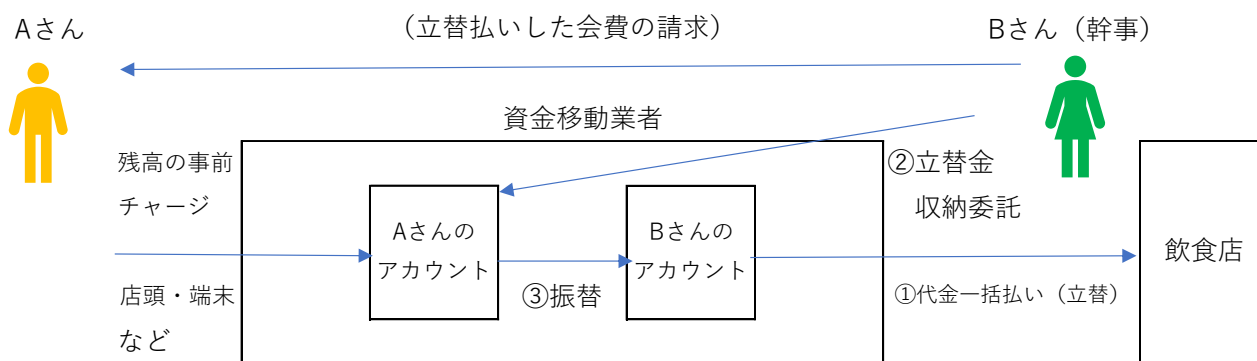 Aさん
（立替払いした会費の請求）
Bさん（幹事）
資金移動業者
残高の事前
チャージ
②立替金
収納委託
Aさんの
アカウント
Bさんの
アカウント
飲食店
店頭・端末
など
③振替
①代金一括払い（立替）